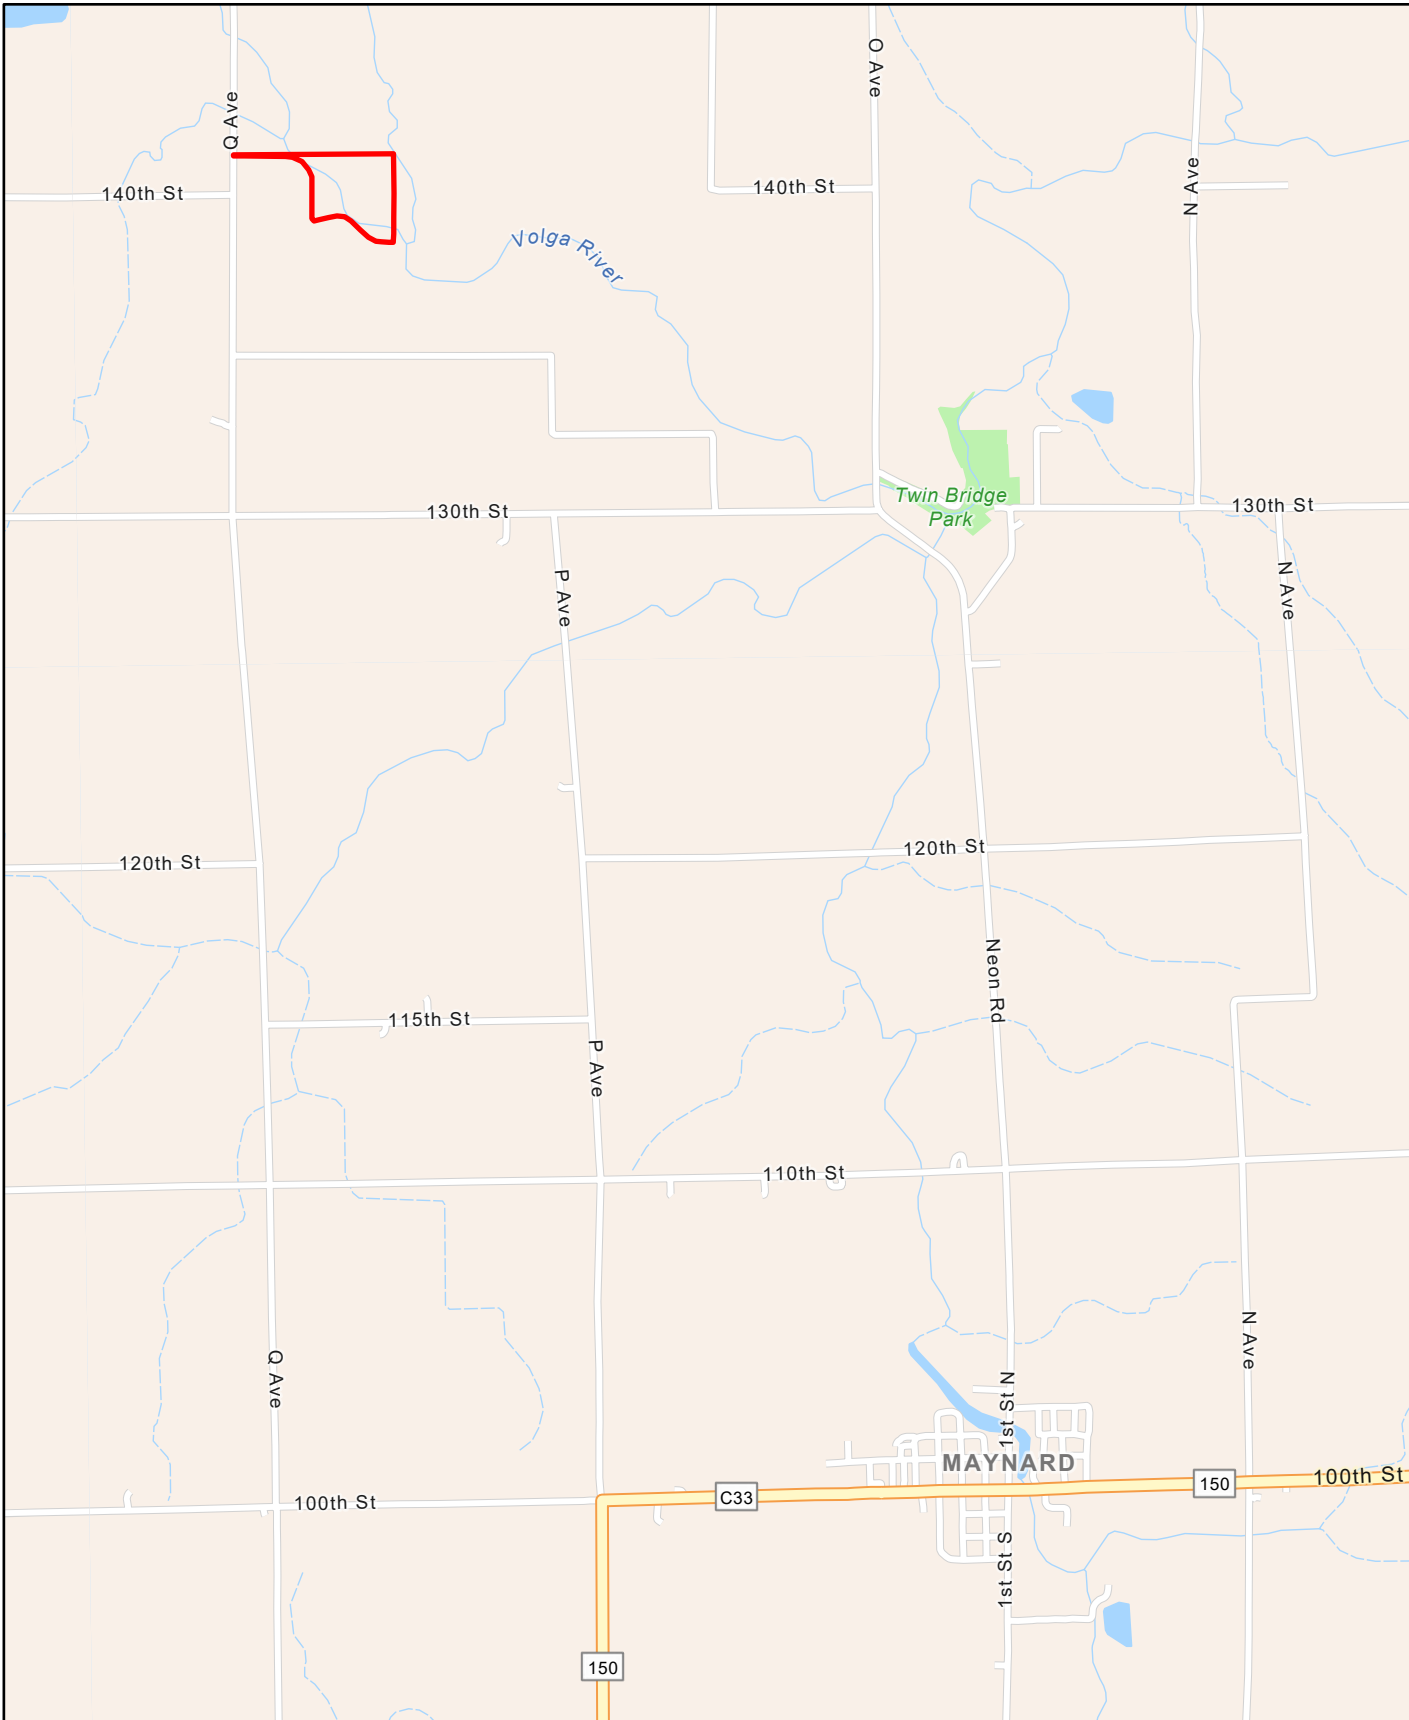 O Ave
Q Ave
N Ave
140th St
140th St
Volga River
Twin Bridge
Park
130th St
130th St
P Ave
N Ave
120th St
120th St
Neon Rd
115th St
P Ave
110th St
N Ave
Q Ave
1st St N
MAYNARD
100th St
150
C33
100th St
1st St S
150